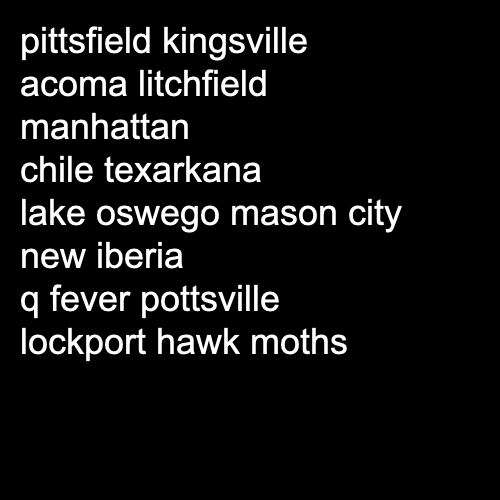 pittsfield kingsville
acoma litchfield
manhattan
chile texarkana
lake oswego mason city
new iberia
q fever pottsville
lockport hawk moths